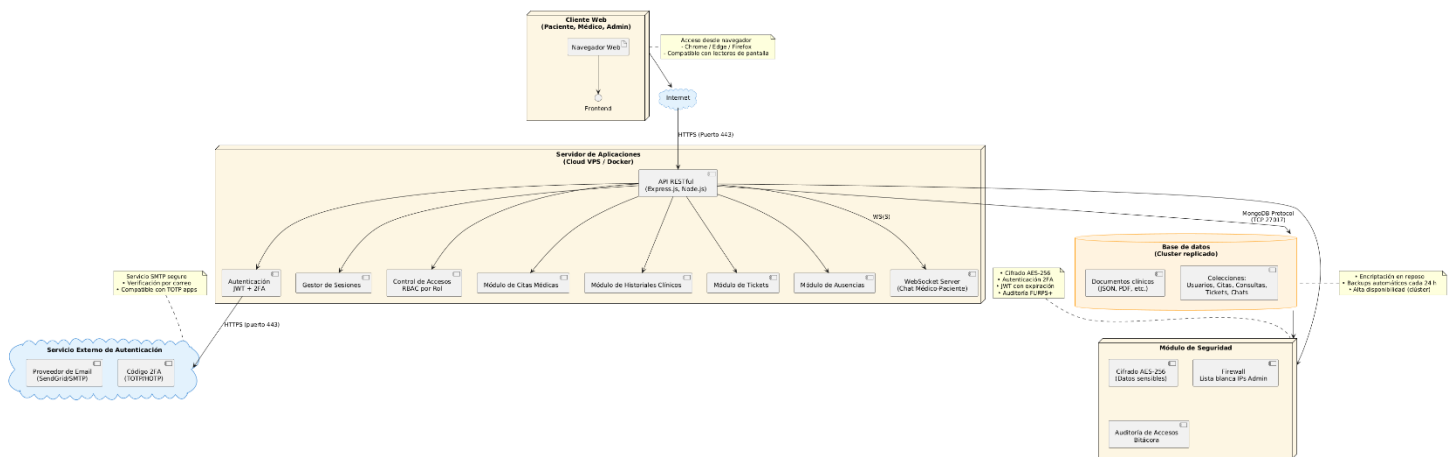 Cliente Web
(Paciente, Médico, Admin)
Navegador Web
Frontend
Acceso desde navegador
- Chrome / Edge / Firefox
- Compatible con lectores de pantalla
Internet
HTTPS (Puerto 443)
Servidor de Aplicaciones
(Cloud VPS / Docker)
API RESTful
(Express.js, Node.js)
WS(S)
MongoDB Protocol
(TCP 27017)
Autenticación
JWT + 2FA
Gestor de Sesiones
Control de Accesos
RBAC por Rol
Módulo de Citas Médicas
Módulo de Historiales Clínicos
Módulo de Tickets
Módulo de Ausencias
WebSocket Server
(Chat Médico-Paciente)
Base de datos
(Cluster replicado)
Documentos clínicos
(JSON, PDF, etc.)
Colecciones:
Usuarios, Citas, Consultas,
Tickets, Chats
Servicio SMTP seguro
• Verificación por correo
• Compatible con TOTP apps
• Cifrado AES-256
• Autenticación 2FA
• JWT con expiración
• Auditoría FURPS+
• Encriptación en reposo
• Backups automáticos cada 24 h
• Alta disponibilidad (clúster)
HTTPS (puerto 443)
Servicio Externo de Autenticación
Proveedor de Email
(SendGrid/SMTP)
Código 2FA
(TOTP/HOTP)
Módulo de Seguridad
Cifrado AES-256
(Datos sensibles)
Firewall
Lista blanca IPs Admin
Auditoría de Accesos
Bitácora